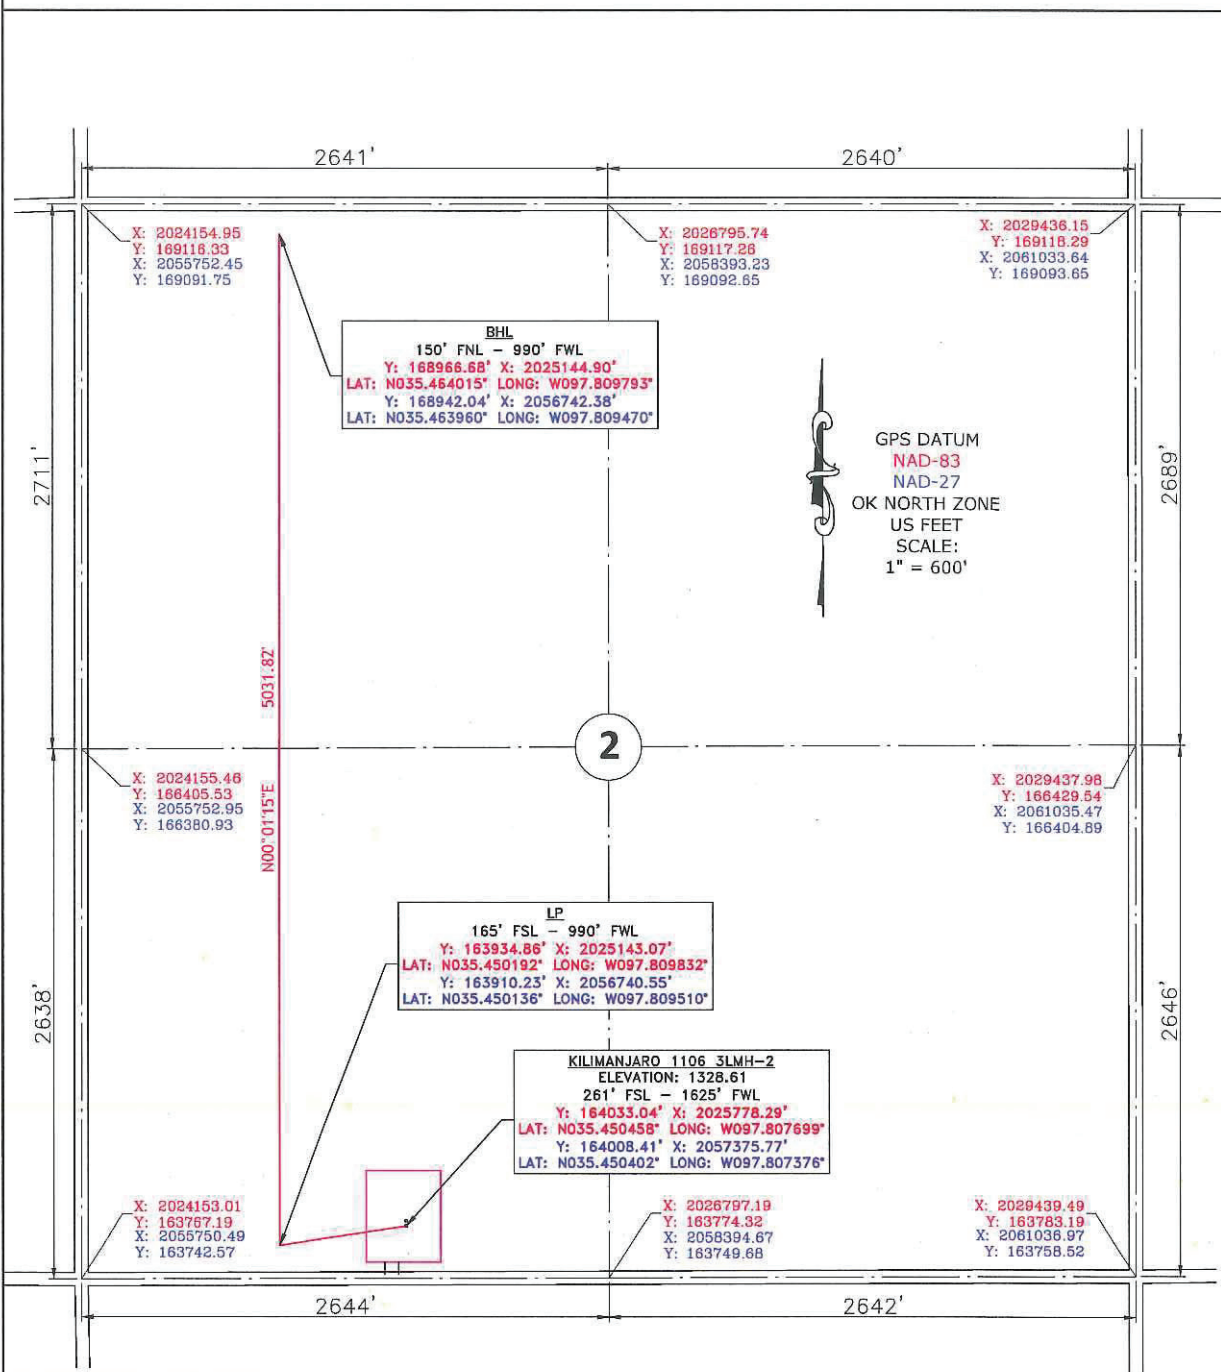 2641'
2640'
X: 2024154.95
Y: 169116.33
X: 2055752.45
Y: 169091.75
X: 2026795.74
Y: 169117.28
X: 2058393.23
Y: 169092.65
X: 2029436.15
Y: 169118.29
X: 2061033.64
Y: 169093.65
BHL
150' FNL - 990' FWL
Y: 168966.68' X: 2025144.90'
LAT: N035.464015° LONG: W097.809793°
Y: 168942.04' X: 2056742.38'
LAT: N035.463960° LONG: W097.809470°
GPS DATUM
NAD-83
NAD-27
OK NORTH ZONE
US FEET
SCALE:
1" = 600'
2711'
2689'
5031.82'
N00°01'15"E
2
X: 2024155.46
Y: 166405.53
X: 2055752.95
Y: 166380.93
X: 2029437.98
Y: 166429.54
X: 2061035.47
Y: 166404.89
LP
165' FSL - 990' FWL
Y: 163934.86' X: 2025143.07'
LAT: N035.450192° LONG: W097.809832°
Y: 163910.23' X: 2056740.55'
LAT: N035.450136° LONG: W097.809510°
2638'
2646'
KILIMANJARO 1106 3LMH-2
ELEVATION: 1328.61
261' FSL - 1625' FWL
Y: 164033.04' X: 2025778.29'
LAT: N035.450458° LONG: W097.807699°
Y: 164008.41' X: 2057375.77'
LAT: N035.450402° LONG: W097.807376°
X: 2024153.01
Y: 163767.19
X: 2055750.49
Y: 163742.57
X: 2026797.19
Y: 163774.32
X: 2058394.67
Y: 163749.68
X: 2029439.49
Y: 163783.19
X: 2061036.97
Y: 163758.52
2644'
2642'